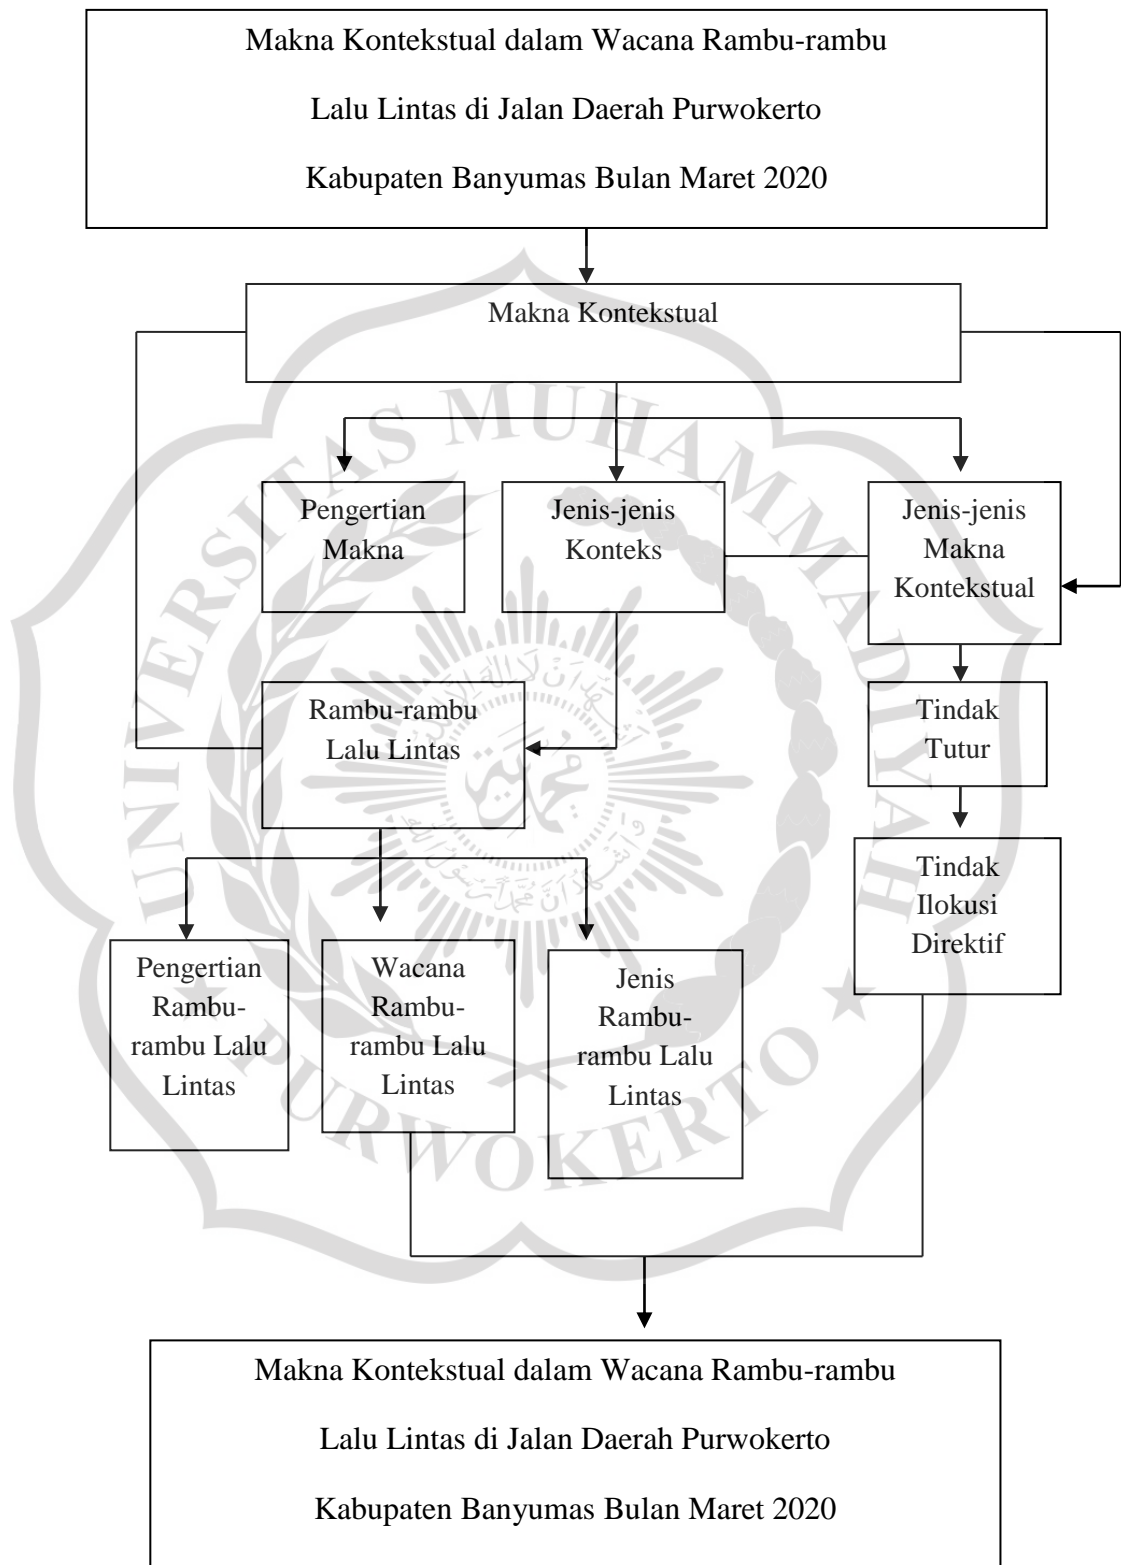 Makna Kontekstual dalam Wacana Rambu-rambu
Lalu Lintas di Jalan Daerah Purwokerto
Kabupaten Banyumas Bulan Maret 2020
Makna Kontekstual
Pengertian
Makna
Jenis-jenis
Konteks
Jenis-jenis
Makna
Kontekstual
Rambu-rambu
Lalu Lintas
Tindak
Tutur
Tindak
Ilokusi
Direktif
Pengertian
Rambu-
rambu Lalu
Lintas
Wacana
Rambu-
rambu Lalu
Lintas
Jenis
Rambu-
rambu Lalu
Lintas
Makna Kontekstual dalam Wacana Rambu-rambu
Lalu Lintas di Jalan Daerah Purwokerto
Kabupaten Banyumas Bulan Maret 2020
UNIVERSITAS MUHAMMADIYAH
PURWOKERTO